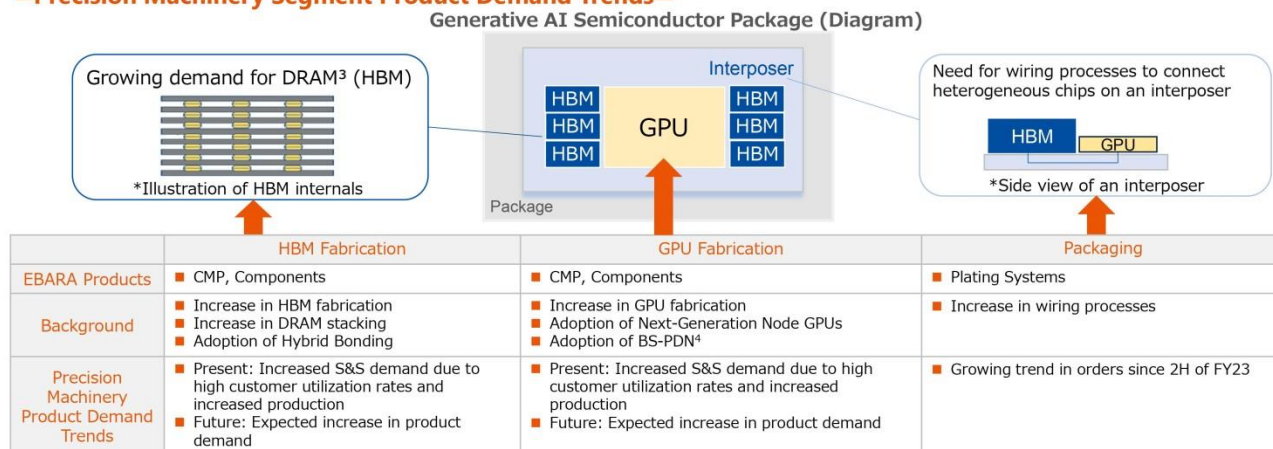 Precision Machinery Segment Product Demand Trends
Generative AI Semiconductor Package (Diagram)
Growing demand for DRAM³ (HBM)
*Illustration of HBM internals
Interposer
HBM
HBM
HBM
GPU
HBM
HBM
HBM
Package
Need for wiring processes to connect
heterogeneous chips on an interposer
HBM
GPU
*Side view of an interposer
HBM Fabrication
GPU Fabrication
Packaging
EBARA Products
■ CMP, Components
■ CMP, Components
■ Plating Systems
Background
■ Increase in HBM fabrication
■ Increase in DRAM stacking
■ Adoption of Hybrid Bonding
■ Increase in GPU fabrication
■ Adoption of Next-Generation Node GPUs
■ Adoption of BS-PDN⁴
■ Increase in wiring processes
Precision
Machinery
Product Demand
Trends
■ Present: Increased S&S demand due to
high customer utilization rates and
increased production
■ Future: Expected increase in product
demand
■ Present: Increased S&S demand due to high
customer utilization rates and increased
production
■ Future: Expected increase in product demand
■ Growing trend in orders since 2H of FY23